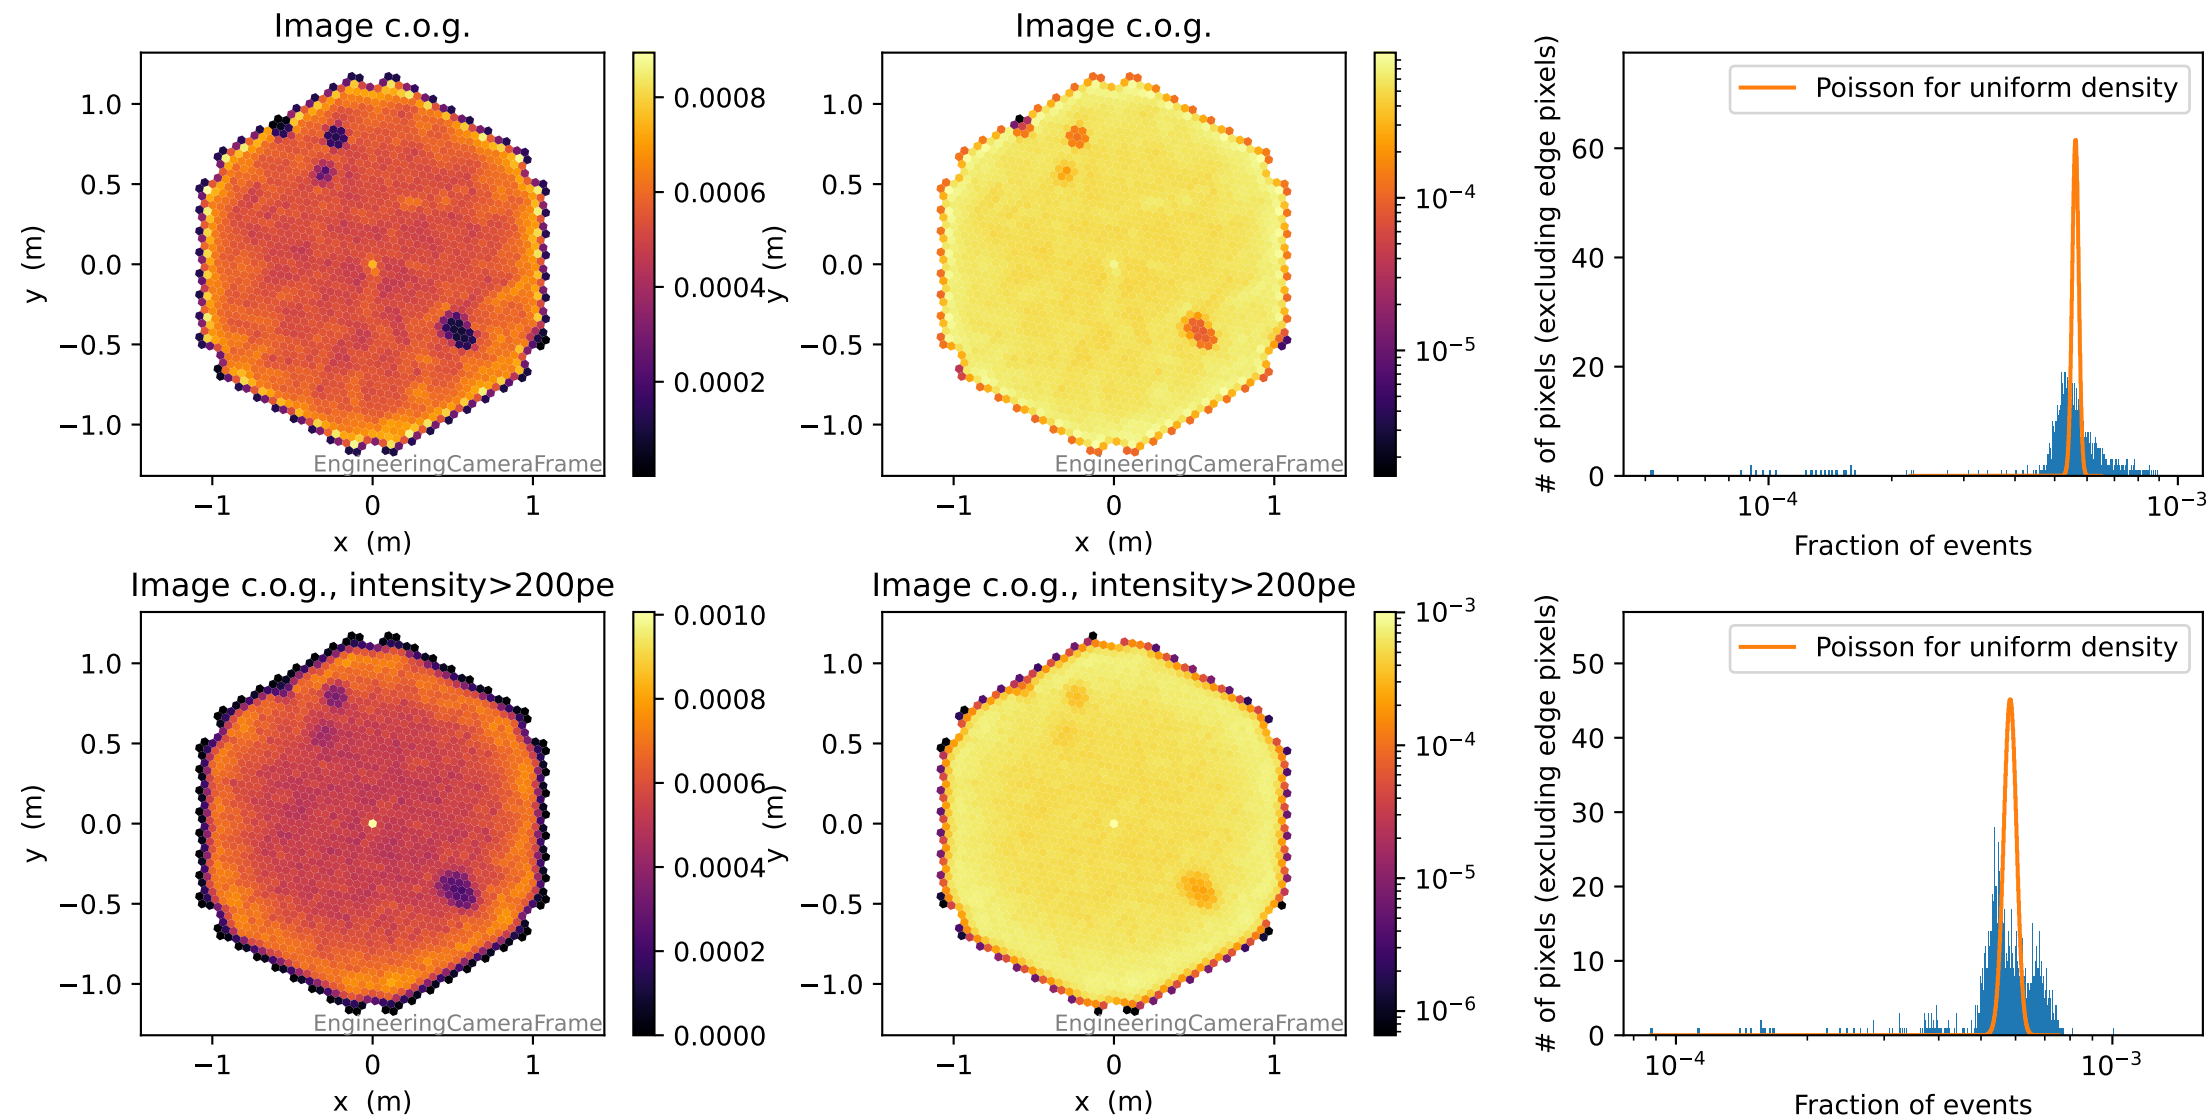 Image c.o.g.
1.0
0.5
0.0
−0.5
−1.0
y (m)
−1
0
1
x (m)
EngineeringCameraFrame
0.0008
0.0006
0.0004
0.0002
Image c.o.g.
1.0
0.5
0.0
−0.5
−1.0
y (m)
−1
0
1
x (m)
EngineeringCameraFrame
10⁻⁴
10⁻⁵
# of pixels (excluding edge pixels)
60
40
20
0
Poisson for uniform density
10⁻⁴
10⁻³
Fraction of events
Image c.o.g., intensity>200pe
1.0
0.5
0.0
−0.5
−1.0
y (m)
−1
0
1
x (m)
EngineeringCameraFrame
0.0010
0.0008
0.0006
0.0004
0.0002
0.0000
Image c.o.g., intensity>200pe
1.0
0.5
0.0
−0.5
−1.0
y (m)
−1
0
1
x (m)
EngineeringCameraFrame
10⁻³
10⁻⁴
10⁻⁵
10⁻⁶
# of pixels (excluding edge pixels)
50
40
30
20
10
0
Poisson for uniform density
10⁻⁴
10⁻³
Fraction of events